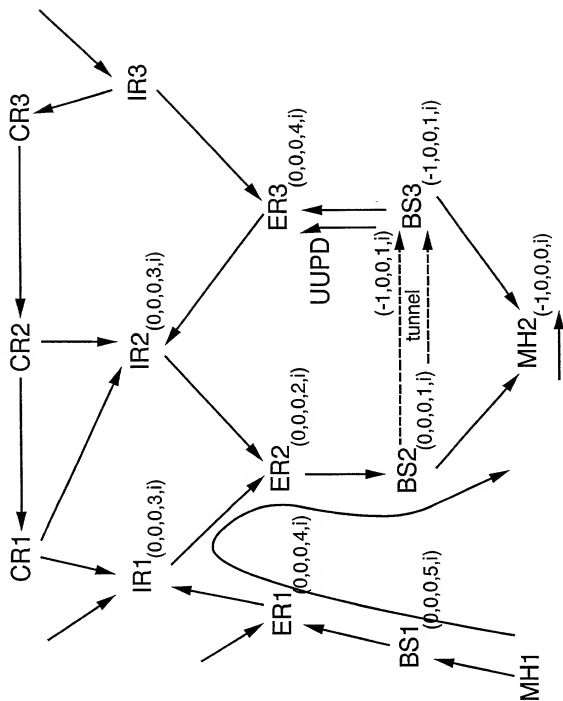 CR1 CR2 CR3
IR1(0,0,0,3,i) IR2(0,0,0,3,i) IR3
ER1(0,0,0,4,i) ER2(0,0,0,2,i) ER3(0,0,0,4,i)
UUPD
(-1,0,0,1,i)
tunnel
BS1(0,0,0,5,i) BS2(0,0,0,1,i) BS3(-1,0,0,1,i)
MH1 MH2(-1,0,0,0,i)